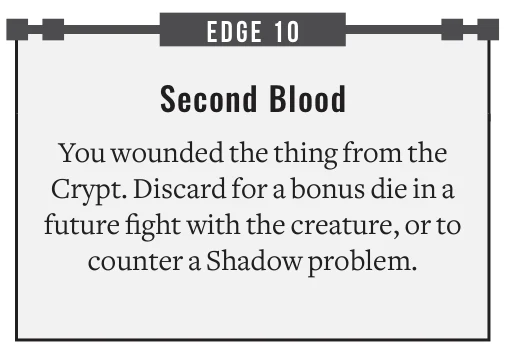 EDGE 10
Second Blood
You wounded the thing from the
Crypt. Discard for a bonus die in a
future fight with the creature, or to
counter a Shadow problem.